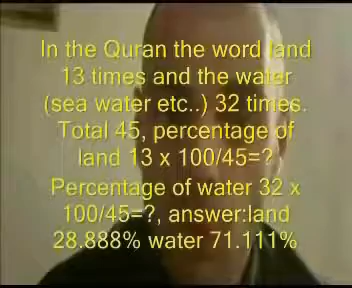 In the Quran the word land
13 times and the water
(sea water etc..) 32 times.
Total 45, percentage of
land 13 x 100/45=?
Percentage of water 32 x
100/45=?, answer:land
28.888% water 71.111%